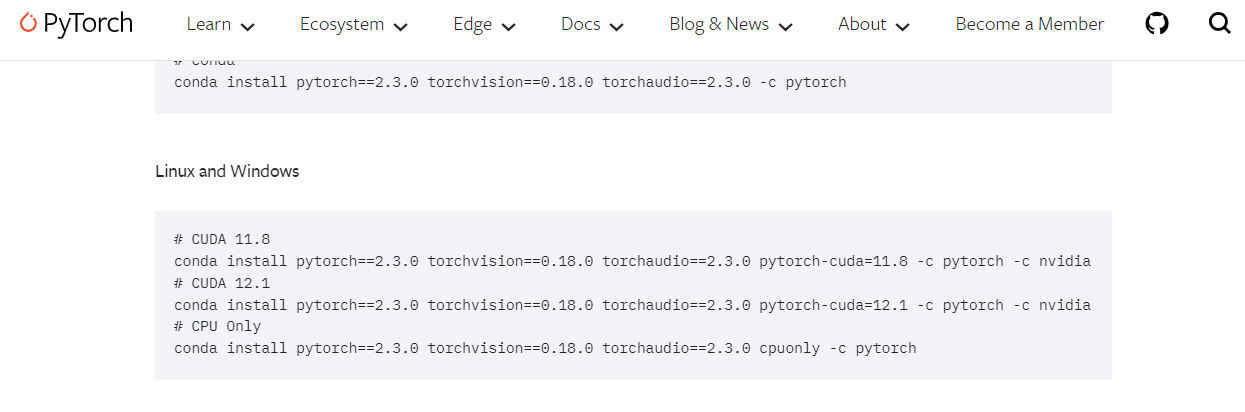 PyTorch Learn Ecosystem Edge Docs Blog & News About Become a Member
# conda
conda install pytorch==2.3.0 torchvision==0.18.0 torchaudio==2.3.0 -c pytorch
Linux and Windows
# CUDA 11.8
conda install pytorch==2.3.0 torchvision==0.18.0 torchaudio==2.3.0 pytorch-cuda=11.8 -c pytorch -c nvidia
# CUDA 12.1
conda install pytorch==2.3.0 torchvision==0.18.0 torchaudio==2.3.0 pytorch-cuda=12.1 -c pytorch -c nvidia
# CPU Only
conda install pytorch==2.3.0 torchvision==0.18.0 torchaudio==2.3.0 cpuonly -c pytorch